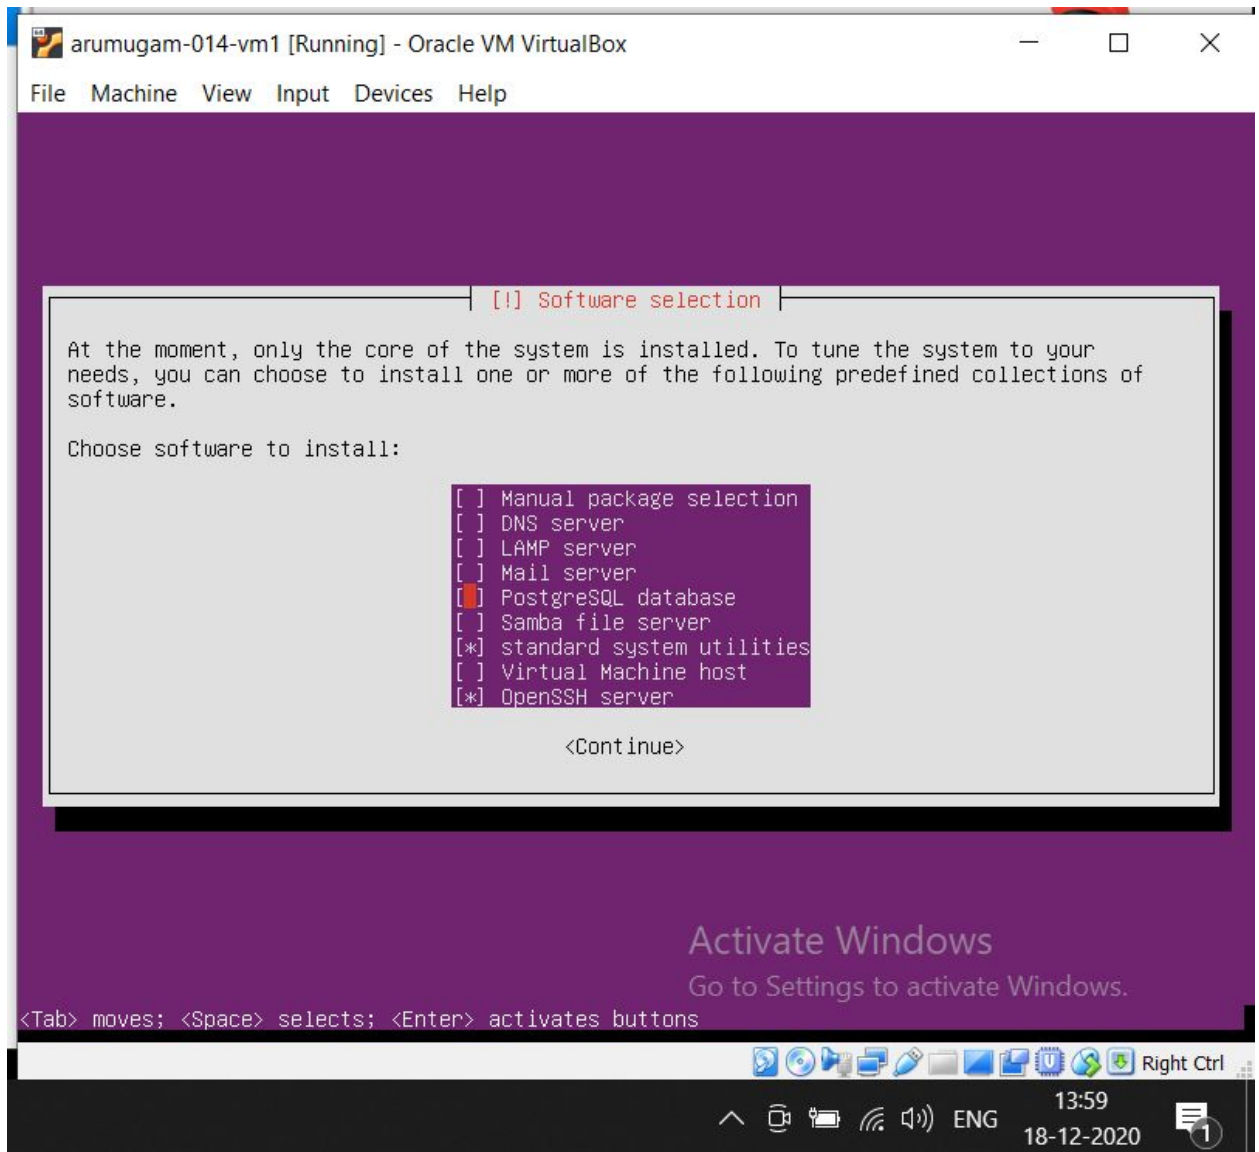 arumugam-014-vm1 [Running] - Oracle VM VirtualBox
File Machine View Input Devices Help
[!] Software selection
At the moment, only the core of the system is installed. To tune the system to your
needs, you can choose to install one or more of the following predefined collections of
software.
Choose software to install:
[ ] Manual package selection
[ ] DNS server
[ ] LAMP server
[ ] Mail server
[ ] PostgreSQL database
[ ] Samba file server
[*] standard system utilities
[ ] Virtual Machine host
[*] OpenSSH server
<Continue>
Activate Windows
Go to Settings to activate Windows.
<Tab> moves; <Space> selects; <Enter> activates buttons
Right Ctrl
ENG
13:59
18-12-2020
1